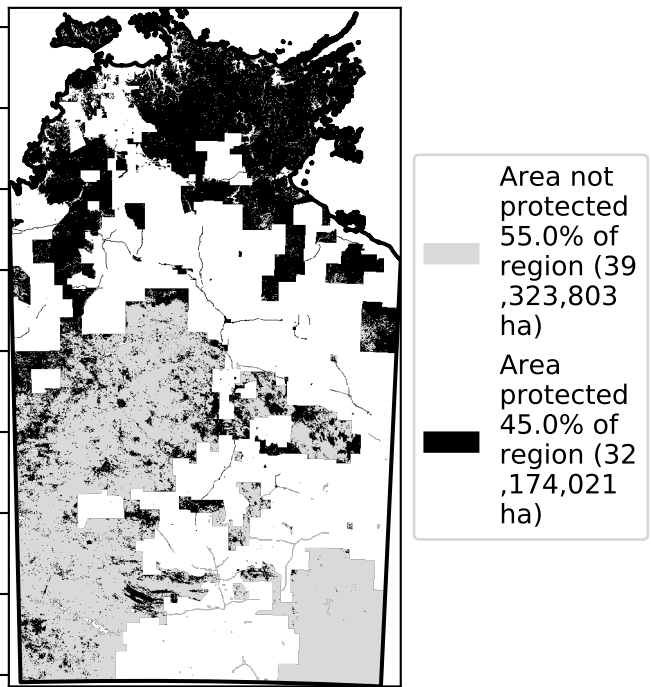 Area not
protected
55.0% of
region (39
,323,803
ha)
Area
protected
45.0% of
region (32
,174,021
ha)